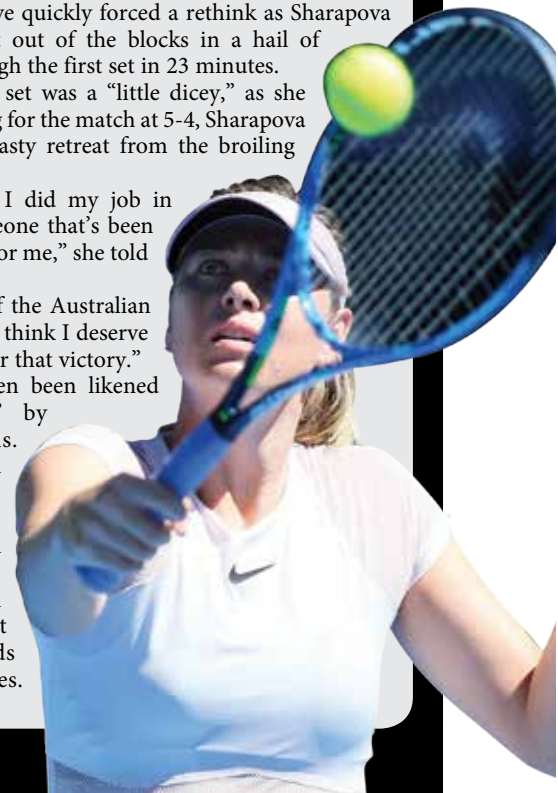 ve quickly forced a rethink as Sharapova
out of the blocks in a hail of
gh the first set in 23 minutes.
set was a “little dicey,” as she
g for the match at 5-4, Sharapova
asty retreat from the broiling
I did my job in
eone that’s been
or me,” she told
f the Australian
think I deserve
r that victory.”
en been likened
by
s.
t
ds
es.